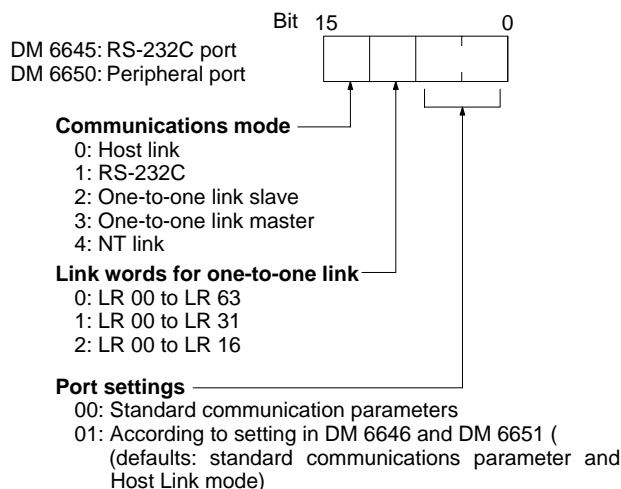 Bit 15 0
DM 6645: RS-232C port
DM 6650: Peripheral port
Communications mode
0: Host link
1: RS-232C
2: One-to-one link slave
3: One-to-one link master
4: NT link
Link words for one-to-one link
0: LR 00 to LR 63
1: LR 00 to LR 31
2: LR 00 to LR 16
Port settings
00: Standard communication parameters
01: According to setting in DM 6646 and DM 6651 (
(defaults: standard communications parameter and
Host Link mode)